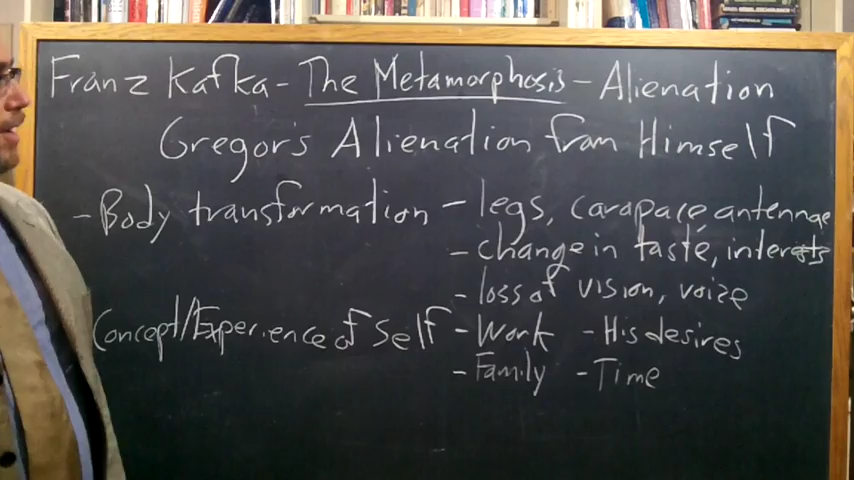 Franz Kafka - The Metamorphosis - Alienation
Gregor's Alienation from Himself
- Body transformation - legs, carapace, antennae
- change in taste, interests
- loss of vision, voice
Concept/Experience of Self - Work - His desires
- Family - Time